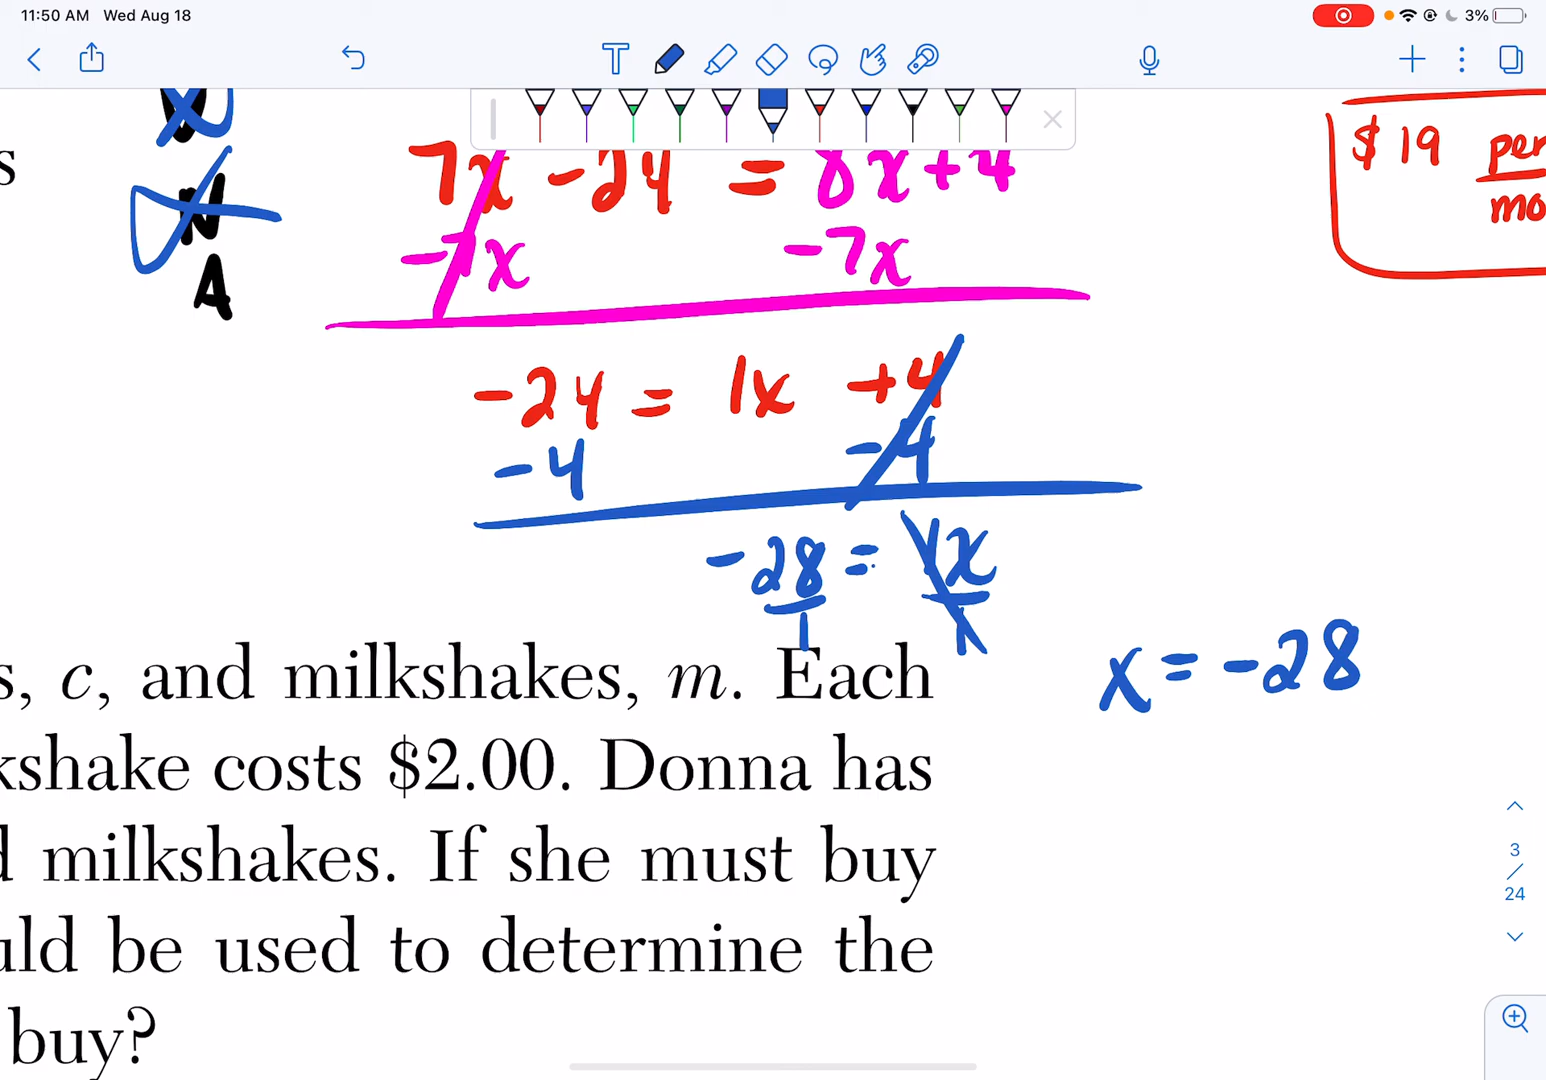 11:50 AM Wed Aug 18
3%
T
s
N
A
7x - 24 = 8x + 4
-7x -7x
-24 = 1x +4
-4 -4
-28 = 1x
1 1
x = -28
$ 19 per
mo
s, c, and milkshakes, m. Each
kshake costs $2.00. Donna has
d milkshakes. If she must buy
uld be used to determine the
buy?
3
/
24